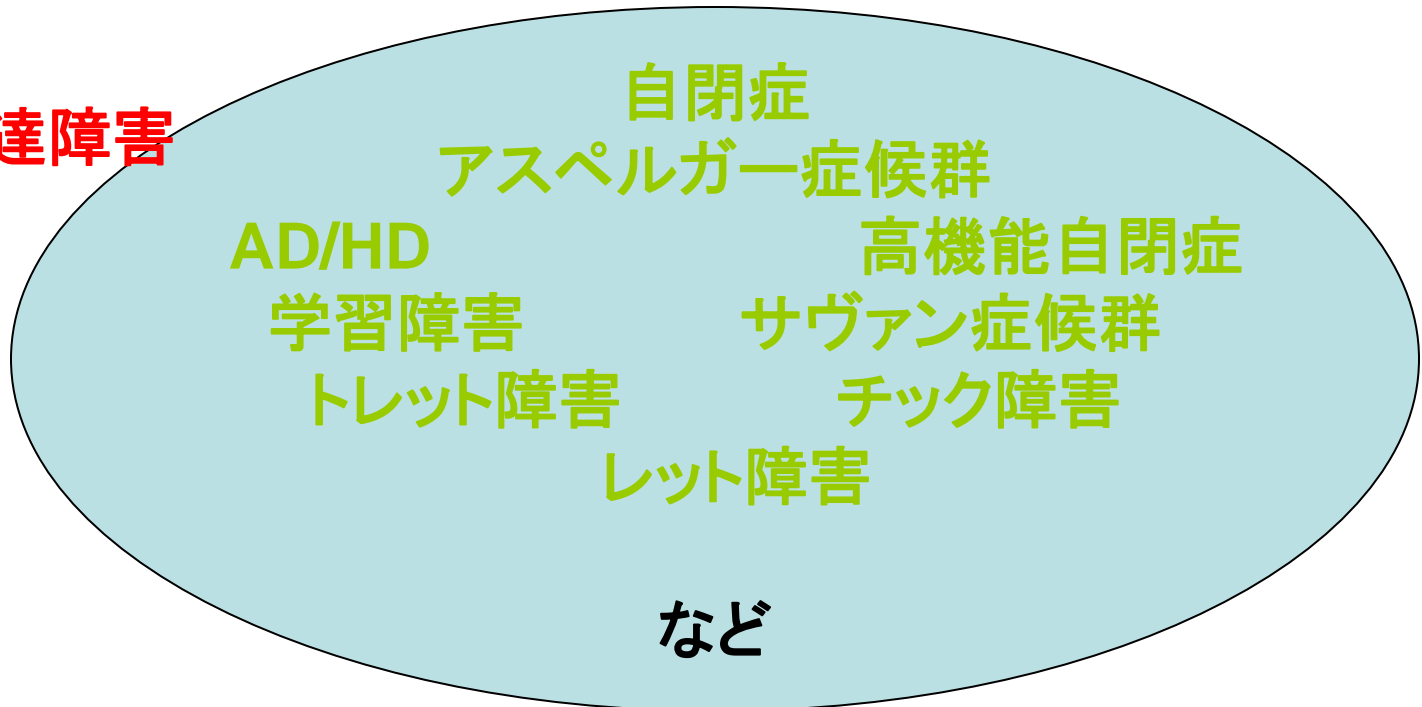 自閉症
達障害
アスペルガー症候群
AD/HD 高機能自閉症
学習障害 サヴァン症候群
トレット障害 チック障害
レット障害
など